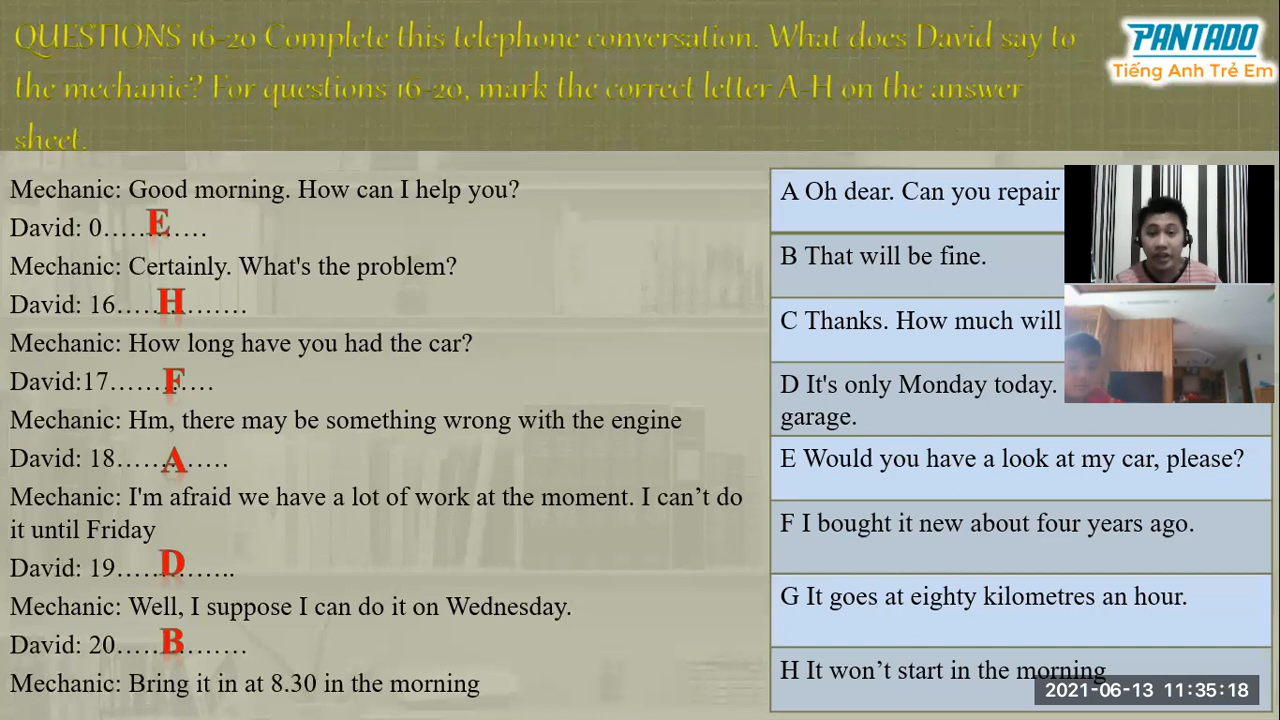 QUESTIONS 16-20 Complete this telephone conversation. What does David say to
the mechanic? For questions 16-20, mark the correct letter A-H on the answer
sheet.
PANTADO
Tiếng Anh Trẻ Em
Mechanic: Good morning. How can I help you?
David: 0……E……
Mechanic: Certainly. What's the problem?
David: 16……H………
Mechanic: How long have you had the car?
David:17………F……
Mechanic: Hm, there may be something wrong with the engine
David: 18……A……..
Mechanic: I'm afraid we have a lot of work at the moment. I can’t do
it until Friday
David: 19……D……..
Mechanic: Well, I suppose I can do it on Wednesday.
David: 20……B………
Mechanic: Bring it in at 8.30 in the morning
A Oh dear. Can you repair
B That will be fine.
C Thanks. How much will
D It's only Monday today.
garage.
E Would you have a look at my car, please?
F I bought it new about four years ago.
G It goes at eighty kilometres an hour.
H It won’t start in the morning
2021-06-13 11:35:18